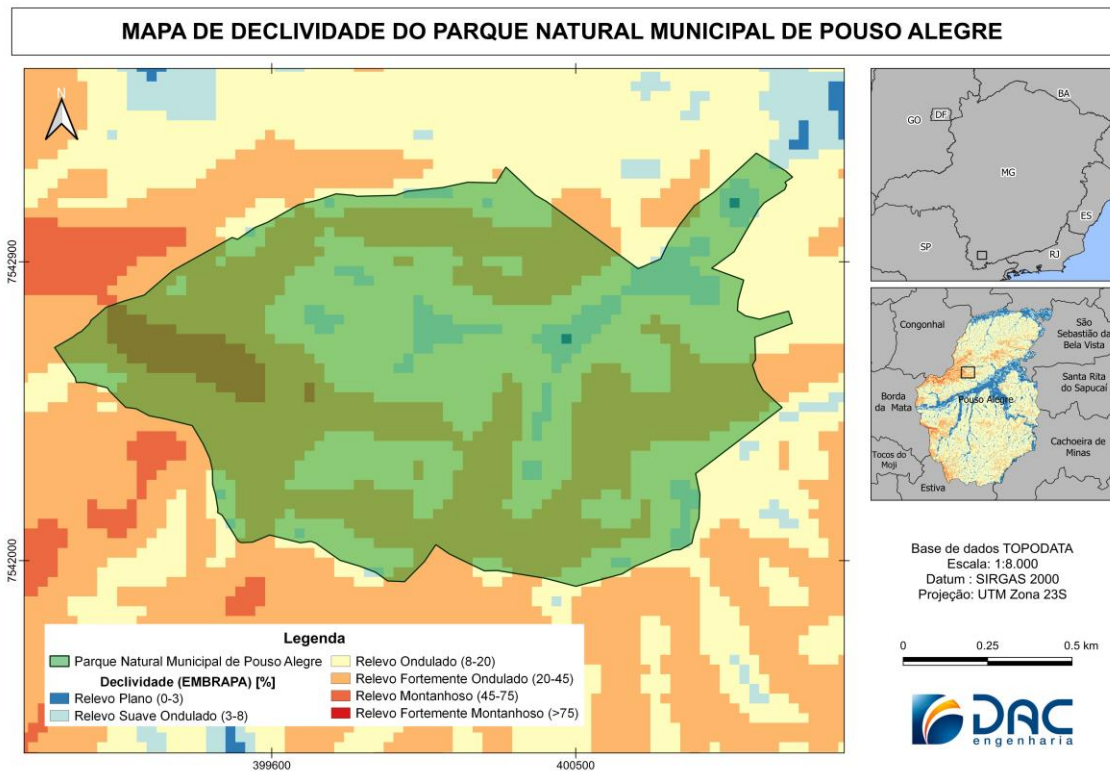 MAPA DE DECLIVIDADE DO PARQUE NATURAL MUNICIPAL DE POUSO ALEGRE
N
7542900
7542000
399600
400500
Legenda
Parque Natural Municipal de Pouso Alegre
Declividade (EMBRAPA) [%]
Relevo Plano (0-3)
Relevo Suave Ondulado (3-8)
Relevo Ondulado (8-20)
Relevo Fortemente Ondulado (20-45)
Relevo Montanhoso (45-75)
Relevo Fortemente Montanhoso (>75)
BA
GO
DF
MG
ES
SP
RJ
Congonhal
São
Sebastião da
Bela Vista
Santa Rita
do Sapucaí
Borda
da Mata
Pouso Alegre
Cachoeira de
Minas
Tocos do
Moji
Estiva
Base de dados TOPODATA
Escala: 1:8.000
Datum : SIRGAS 2000
Projeção: UTM Zona 23S
0 0.25 0.5 km
DAC
engenharia